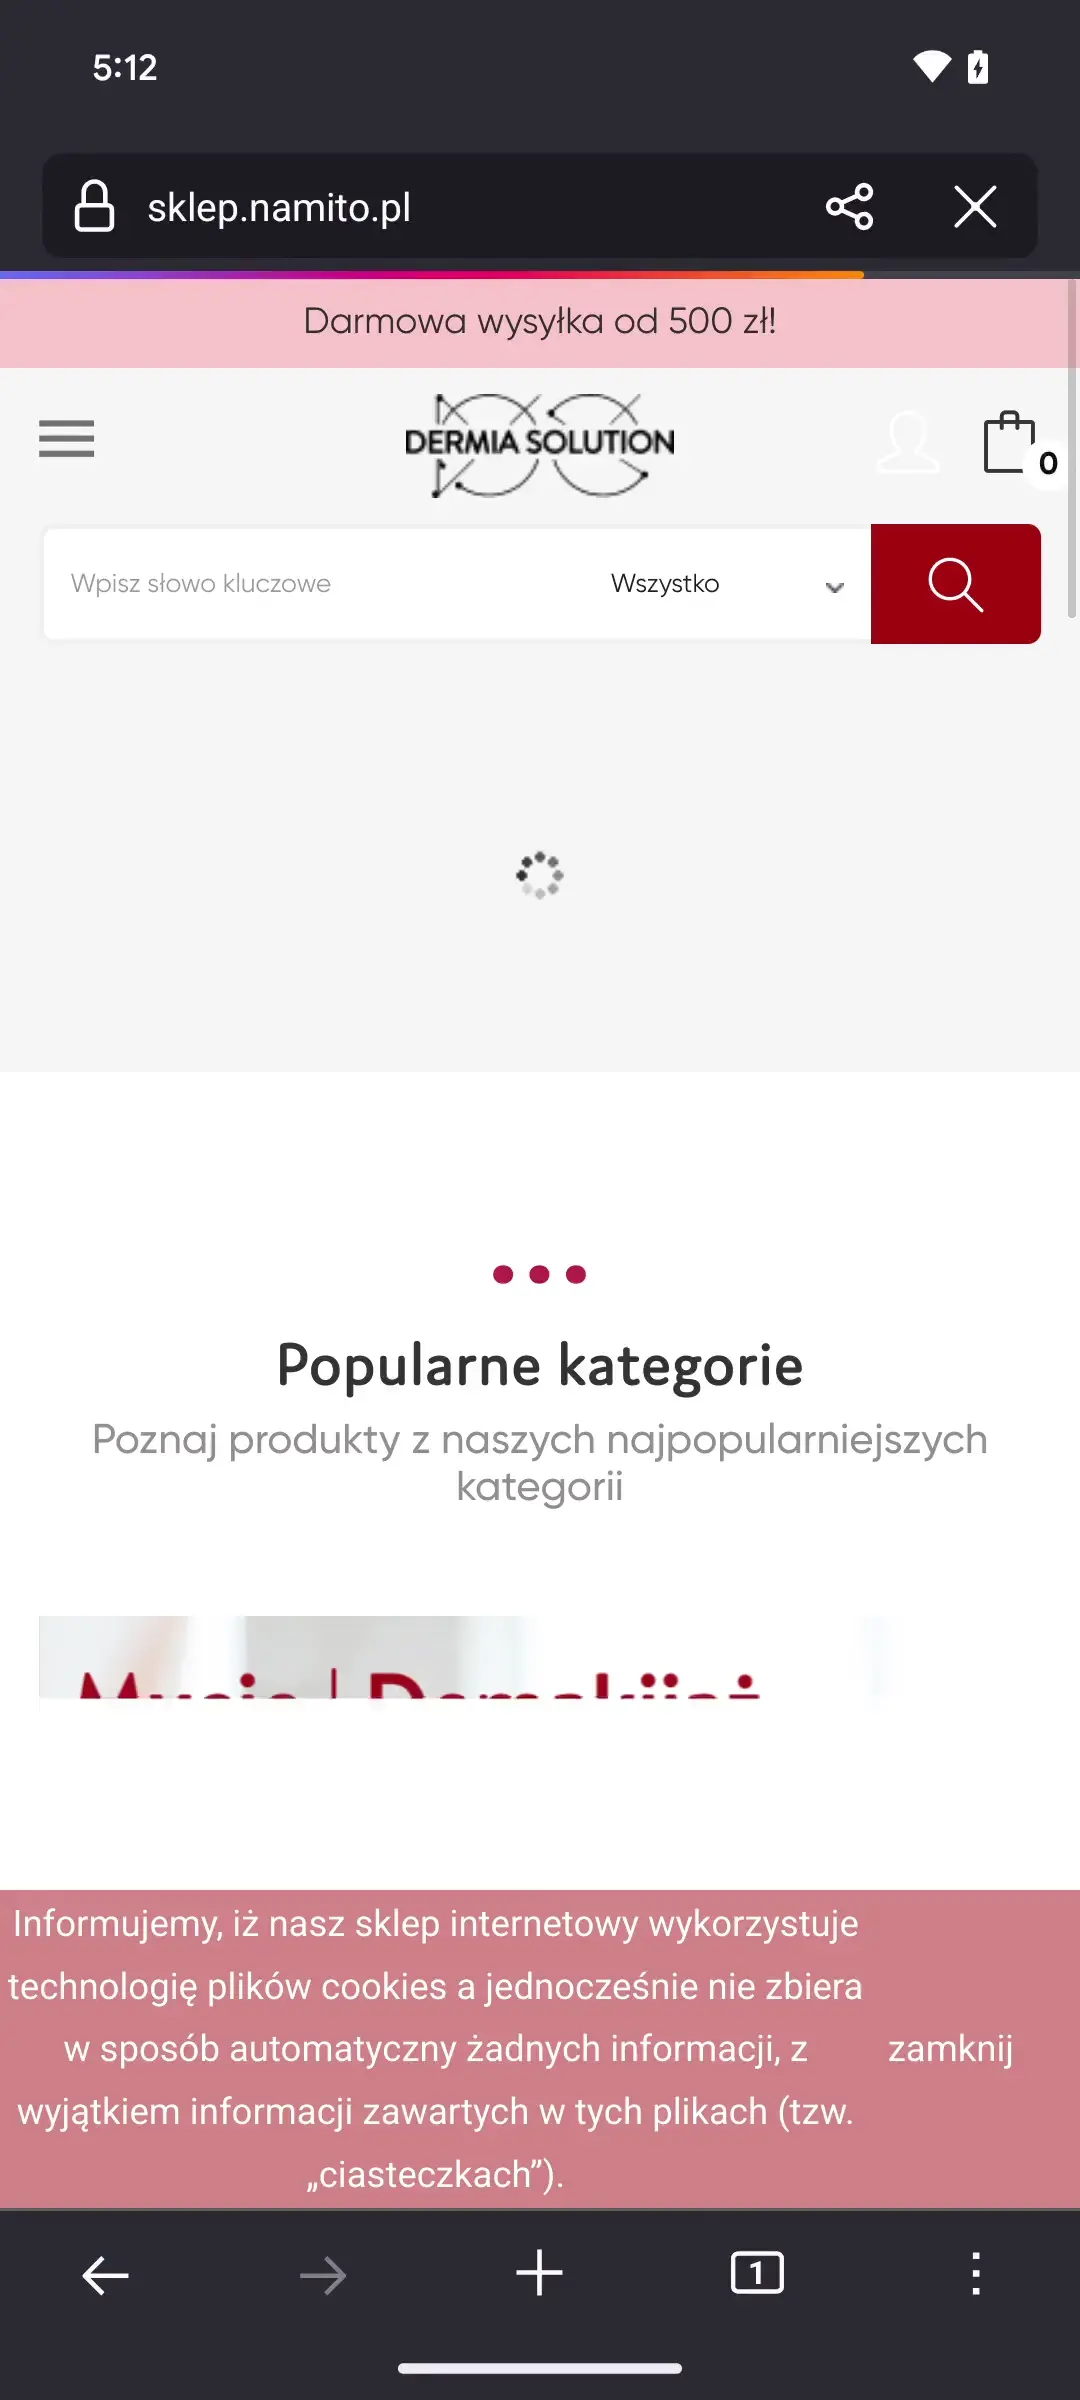 5:12
sklep.namito.pl
Darmowa wysyłka od 500 zł!
DERMIA SOLUTION
0
Wpisz słowo kluczowe
Wszystko
Popularne kategorie
Poznaj produkty z naszych najpopularniejszych
kategorii
Mycie | Demakijaż
Informujemy, iż nasz sklep internetowy wykorzystuje
technologię plików cookies a jednocześnie nie zbiera
w sposób automatyczny żadnych informacji, z
wyjątkiem informacji zawartych w tych plikach (tzw.
„ciasteczkach”).
zamknij
1